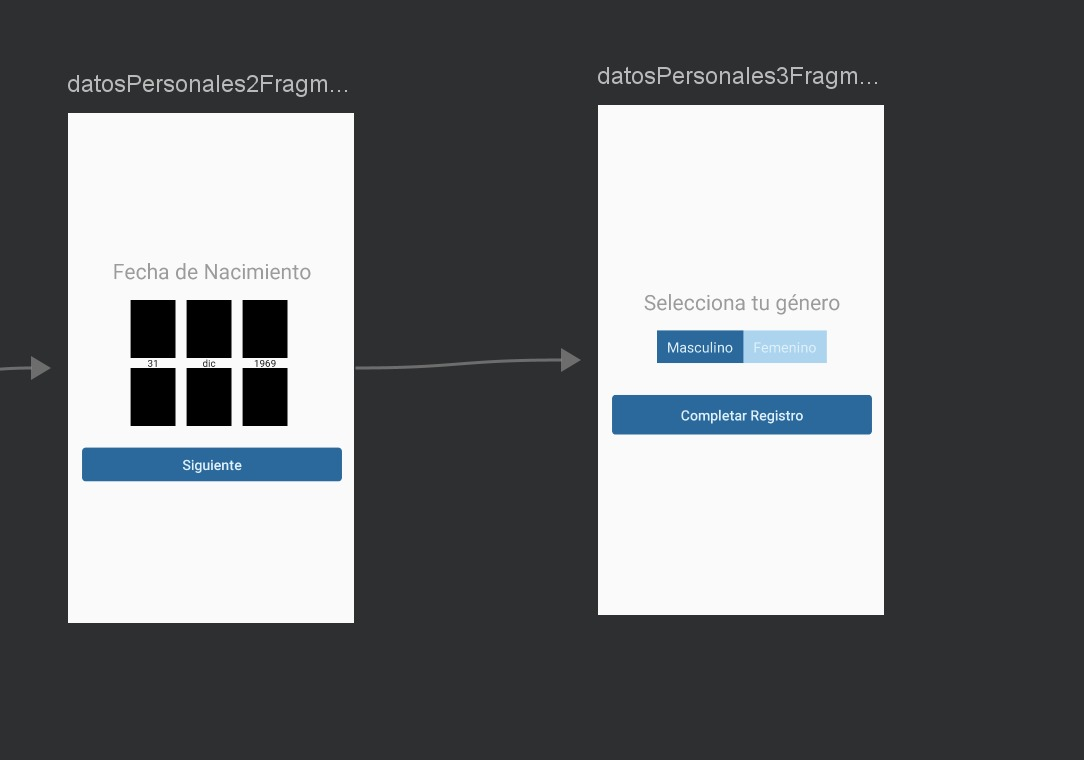 datosPersonales2Fragm...
Fecha de Nacimiento
31 dic 1969
Siguiente
datosPersonales3Fragm...
Selecciona tu género
Masculino Femenino
Completar Registro